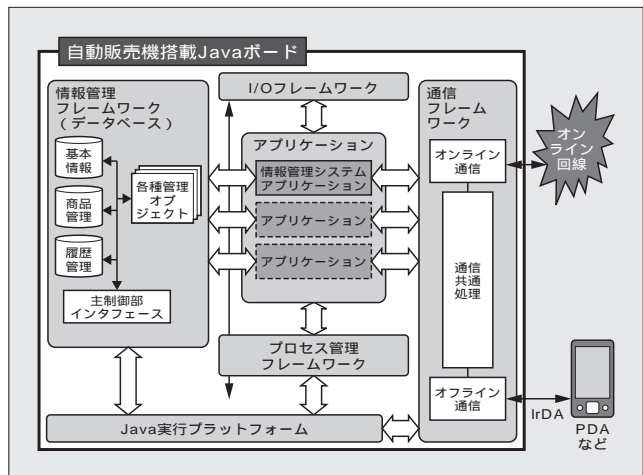 自動販売機搭載Javaボード
情報管理
フレームワーク
(データベース)
基本
情報
商品
管理
履歴
管理
各種管理
オブ
ジェクト
主制御部
インタフェース
I/Oフレームワーク
アプリケーション
情報管理システム
アプリケーション
アプリケーション
アプリケーション
プロセス管理
フレームワーク
Java実行プラットフォーム
通信
フレーム
ワーク
オンライン
通信
通信
共通
処理
オフライン
通信
オン
ライン
回線
IrDA
PDA
など